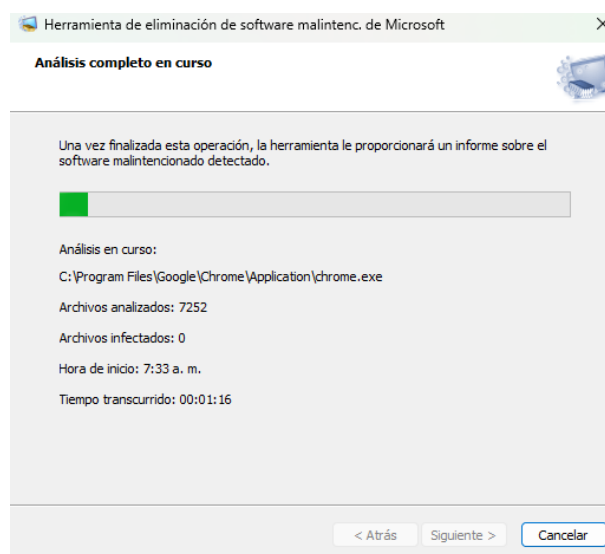 Herramienta de eliminación de software malintenc. de Microsoft
Análisis completo en curso
Una vez finalizada esta operación, la herramienta le proporcionará un informe sobre el
software malintencionado detectado.
Análisis en curso:
C:\Program Files\Google\Chrome\Application\chrome.exe
Archivos analizados: 7252
Archivos infectados: 0
Hora de inicio: 7:33 a. m.
Tiempo transcurrido: 00:01:16
< Atrás Siguiente > Cancelar